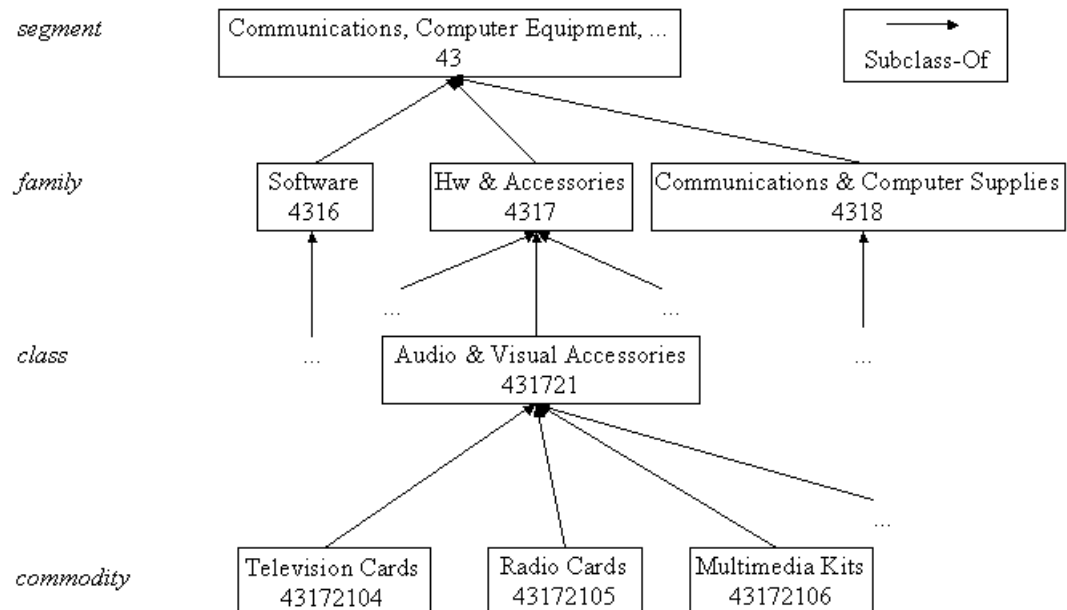 segment
Communications, Computer Equipment, ...
43
Subclass-Of
family
Software
4316
Hw & Accessories
4317
Communications & Computer Supplies
4318
...
...
class
...
Audio & Visual Accessories
431721
...
...
commodity
Television Cards
43172104
Radio Cards
43172105
Multimedia Kits
43172106